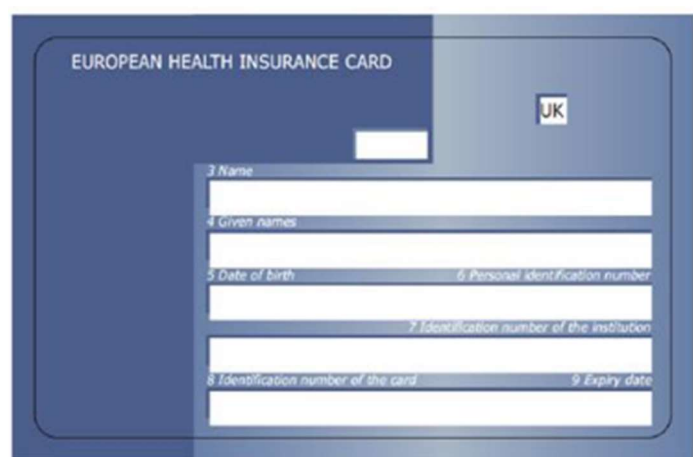 EUROPEAN HEALTH INSURANCE CARD
UK
3 Name
4 Given names
5 Date of birth 6 Personal identification number
7 Identification number of the institution
8 Identification number of the card 9 Expiry date